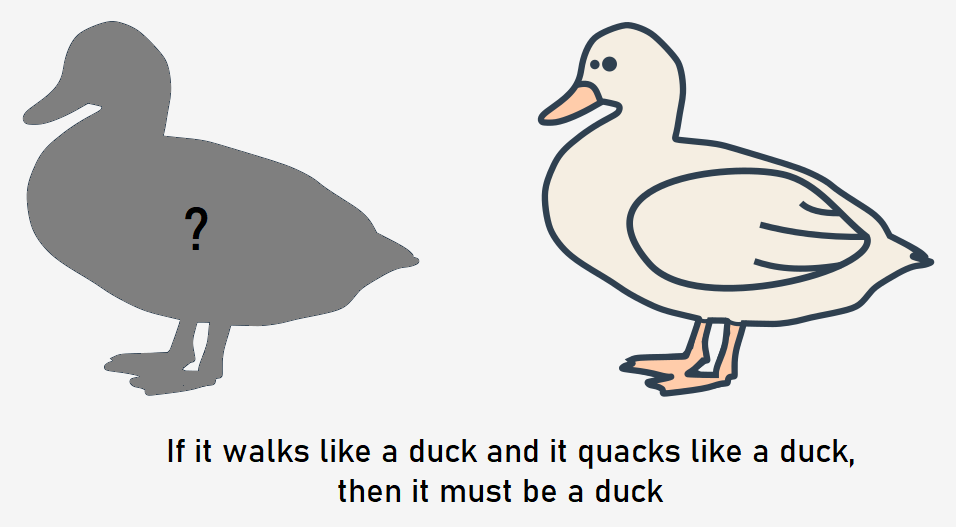 ?
If it walks like a duck and it quacks like a duck,
then it must be a duck